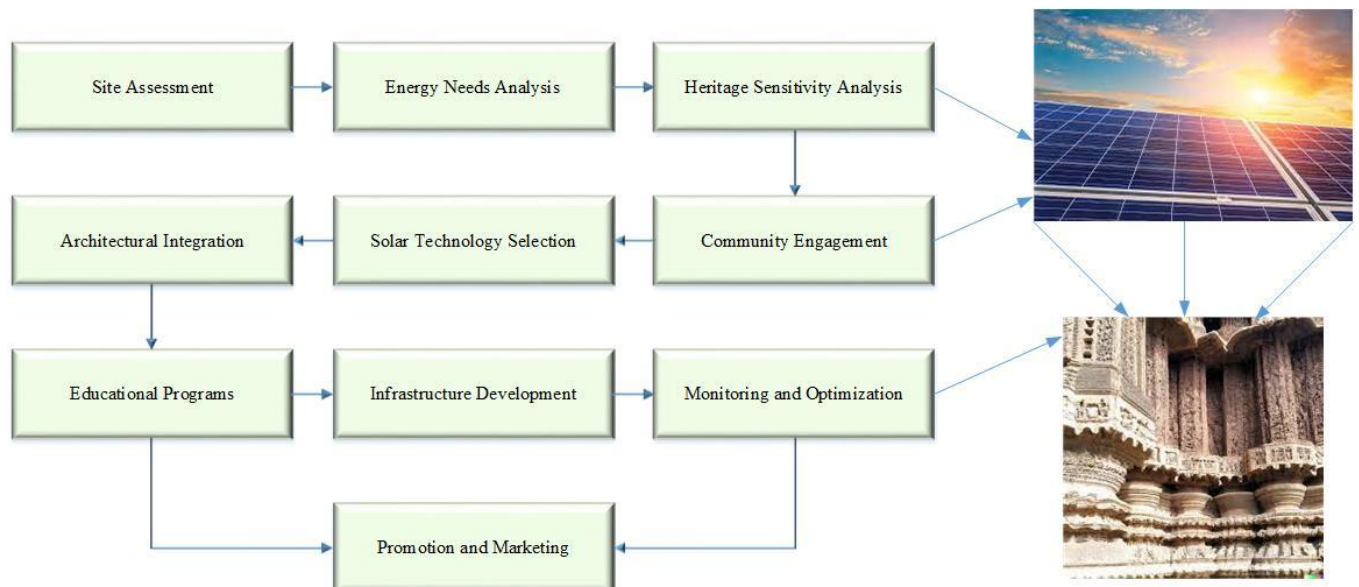 Site Assessment
Energy Needs Analysis
Heritage Sensitivity Analysis
Architectural Integration
Solar Technology Selection
Community Engagement
Educational Programs
Infrastructure Development
Monitoring and Optimization
Promotion and Marketing